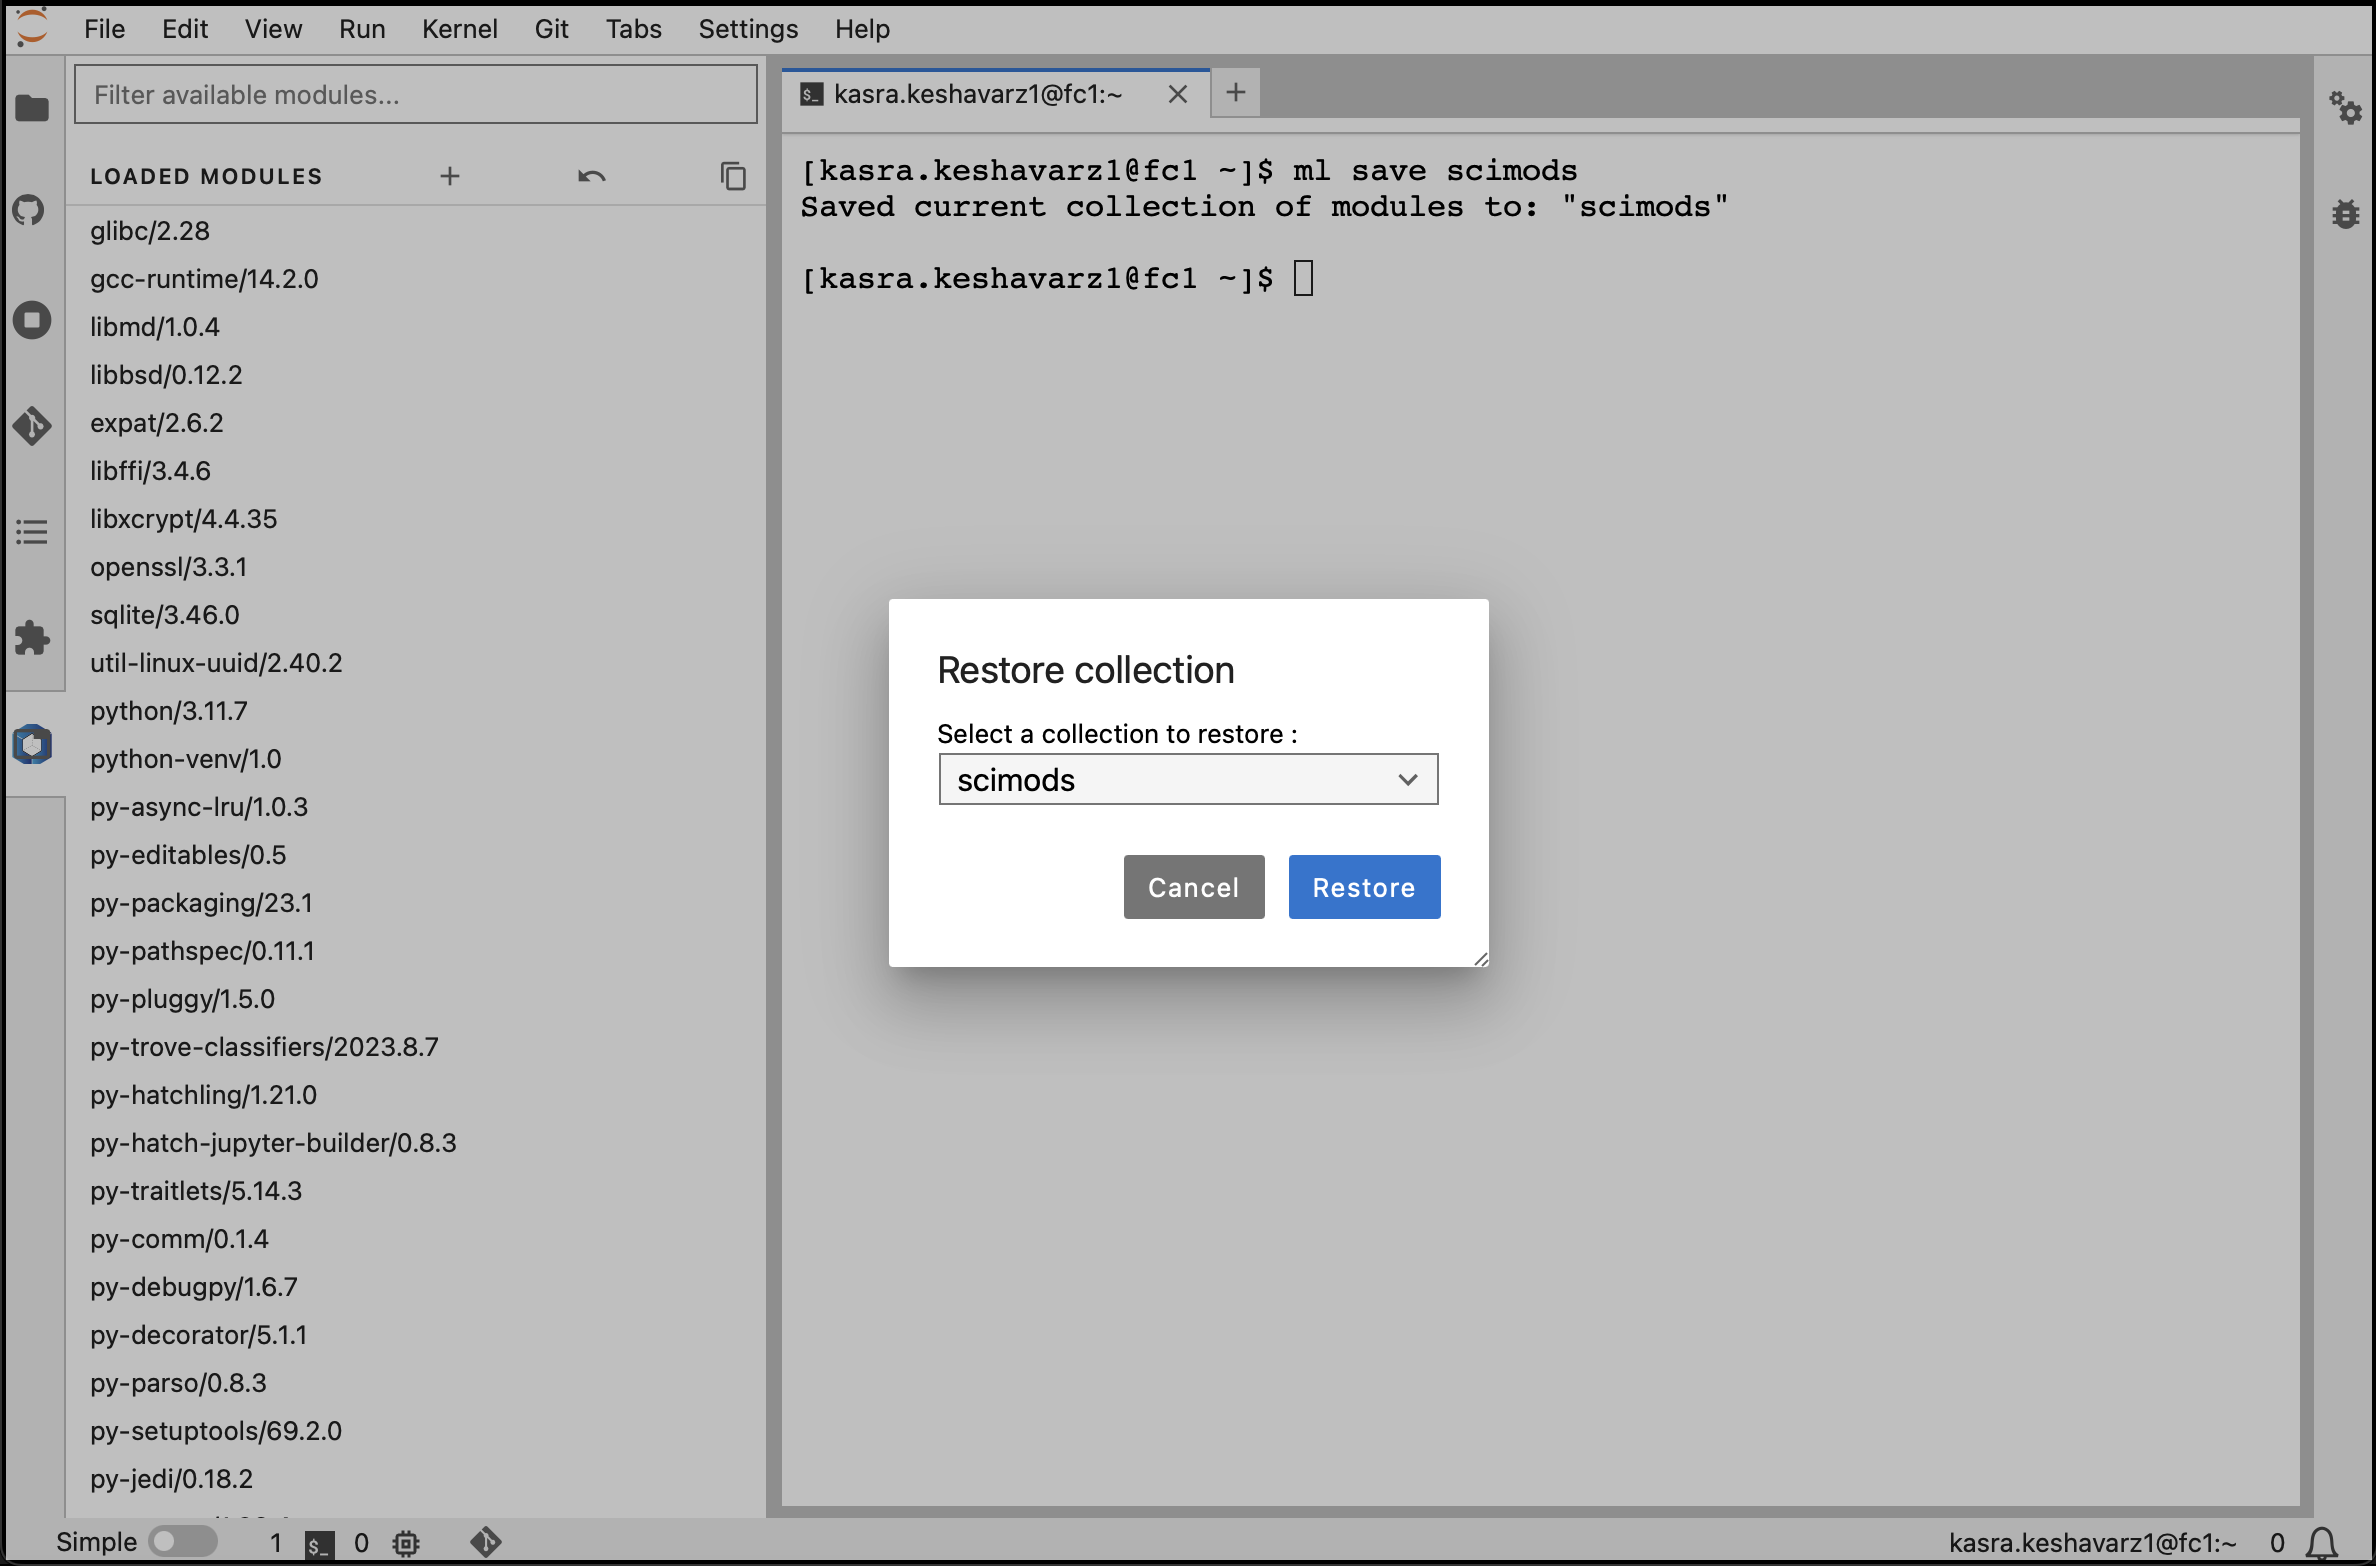 File Edit View Run Kernel Git Tabs Settings Help
Filter available modules...
LOADED MODULES
glibc/2.28
gcc-runtime/14.2.0
libmd/1.0.4
libbsd/0.12.2
expat/2.6.2
libffi/3.4.6
libxcrypt/4.4.35
openssl/3.3.1
sqlite/3.46.0
util-linux-uuid/2.40.2
python/3.11.7
python-venv/1.0
py-async-lru/1.0.3
py-editables/0.5
py-packaging/23.1
py-pathspec/0.11.1
py-pluggy/1.5.0
py-trove-classifiers/2023.8.7
py-hatchling/1.21.0
py-hatch-jupyter-builder/0.8.3
py-traitlets/5.14.3
py-comm/0.1.4
py-debugpy/1.6.7
py-decorator/5.1.1
py-parso/0.8.3
py-setuptools/69.2.0
py-jedi/0.18.2
kasra.keshavarz1@fc1:~
[kasra.keshavarz1@fc1 ~]$ ml save scimods
Saved current collection of modules to: "scimods"
[kasra.keshavarz1@fc1 ~]$
Restore collection
Select a collection to restore :
scimods
Cancel Restore
Simple 1 $_ 0
kasra.keshavarz1@fc1:~ 0